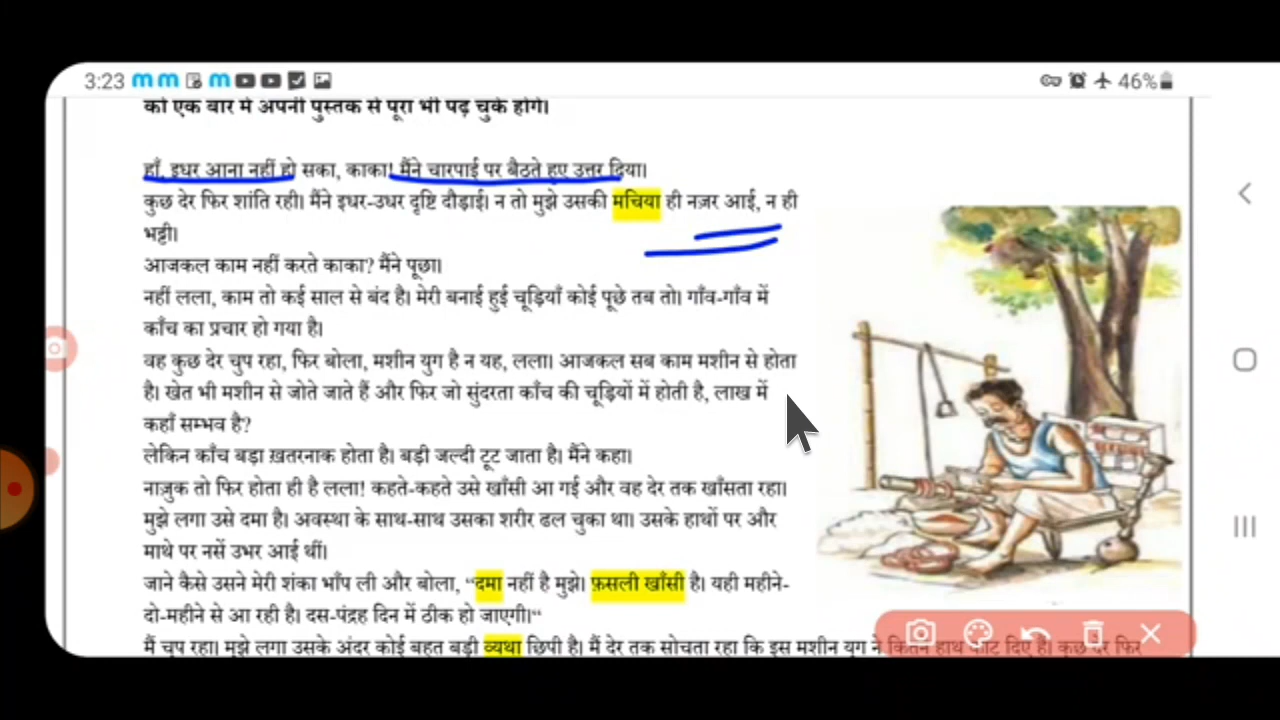 3:23
46%
को एक बार में अपनी पुस्तक से पूरा भी पढ़ चुके होंगे।
हाँ, इधर आना नहीं हो सका, काका! मैंने चारपाई पर बैठते हुए उत्तर दिया।
कुछ देर फिर शांति रही। मैंने इधर-उधर दृष्टि दौड़ाई। न तो मुझे उसकी मचिया ही नज़र आई, न ही
भट्टी।
आजकल काम नहीं करते काका? मैंने पूछा।
नहीं लला, काम तो कई साल से बंद है। मेरी बनाई हुई चूड़ियाँ कोई पूछे तब तो। गाँव-गाँव में
काँच का प्रचार हो गया है।
वह कुछ देर चुप रहा, फिर बोला, मशीन युग है न यह, लला। आजकल सब काम मशीन से होता
है। खेत भी मशीन से जोते जाते हैं और फिर जो सुंदरता काँच की चूड़ियों में होती है, लाख में
कहाँ सम्भव है?
लेकिन काँच बड़ा ख़तरनाक होता है। बड़ी जल्दी टूट जाता है। मैंने कहा।
नाज़ुक तो फिर होता ही है लला! कहते-कहते उसे खाँसी आ गई और वह देर तक खाँसता रहा।
मुझे लगा उसे दमा है। अवस्था के साथ-साथ उसका शरीर ढल चुका था। उसके हाथों पर और
माथे पर नसें उभर आई थीं।
जाने कैसे उसने मेरी शंका भाँप ली और बोला, “दमा नहीं है मुझे। फ़सली खाँसी है। यही महीने-
दो-महीने से आ रही है। दस-पंद्रह दिन में ठीक हो जाएगी।“
मैं चुप रहा। मुझे लगा उसके अंदर कोई बहुत बड़ी व्यथा छिपी है। मैं देर तक सोचता रहा कि इस मशीन युग ने कितने हाथ काट दिए हैं। कुछ देर फिर